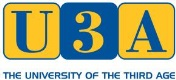 U3A
THE UNIVERSITY OF THE THIRD AGE